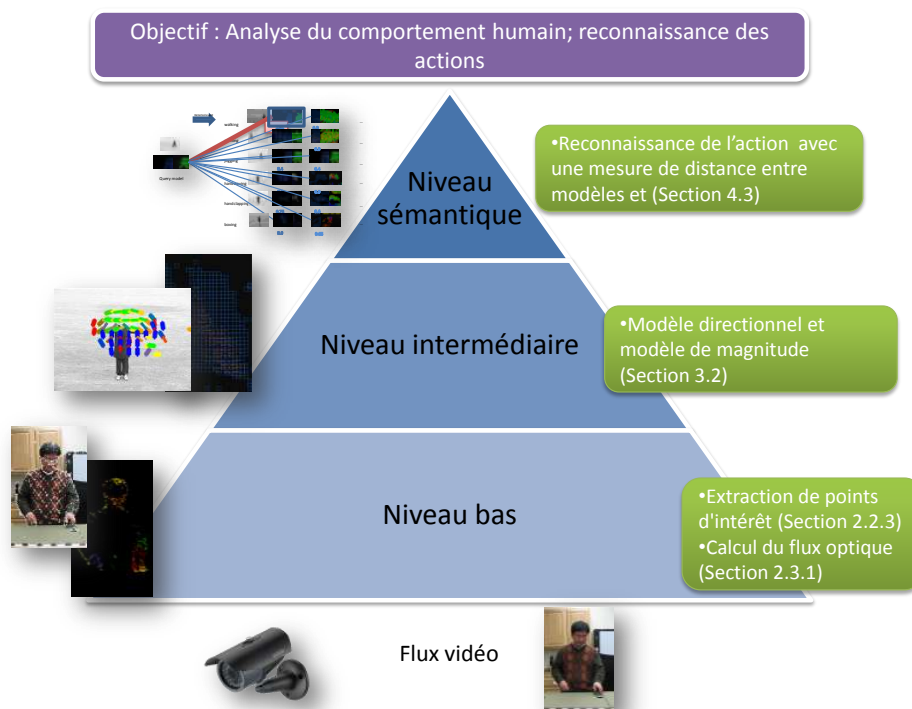 Objectif : Analyse du comportement humain; reconnaissance des
actions
walking
Query model
handclapping
boxing
•Reconnaissance de l'action avec
une mesure de distance entre
modèles et (Section 4.3)
Niveau
sémantique
Niveau intermédiaire
•Modèle directionnel et
modèle de magnitude
(Section 3.2)
Niveau bas
•Extraction de points
d'intérêt (Section 2.2.3)
•Calcul du flux optique
(Section 2.3.1)
Flux vidéo